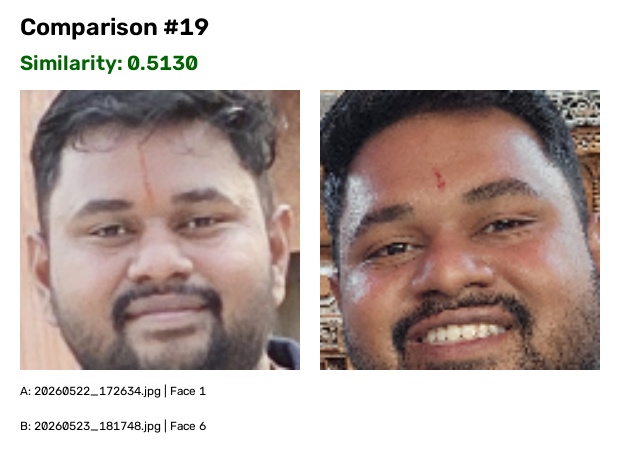 Comparison #19
Similarity: 0.5130
A: 20260522_172634.jpg | Face 1
B: 20260523_181748.jpg | Face 6